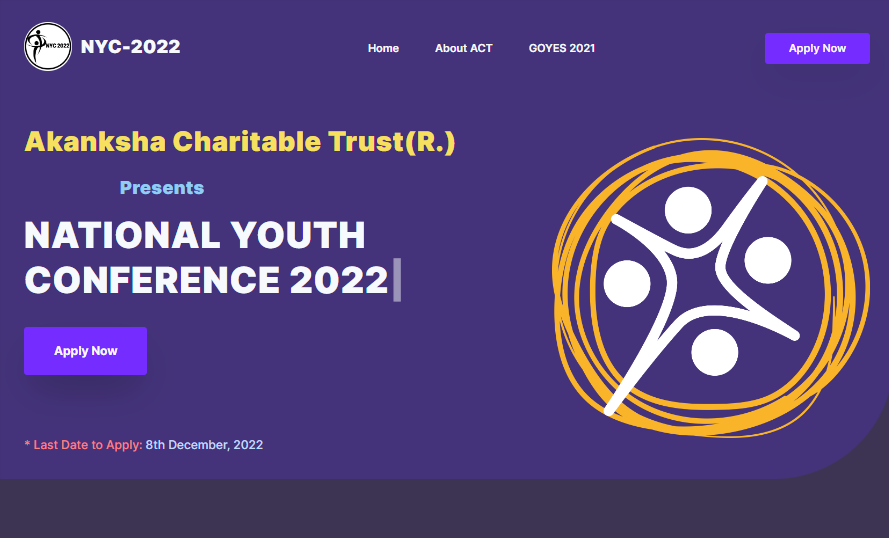 NYC 2022
NYC-2022
Home
About ACT
GOYES 2021
Apply Now
Akanksha Charitable Trust(R.)
Presents
NATIONAL YOUTH
CONFERENCE 2022
Apply Now
* Last Date to Apply: 8th December, 2022